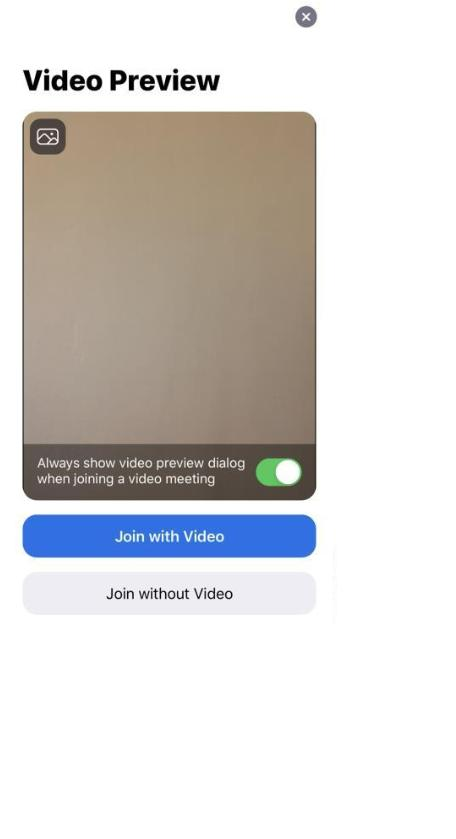 Video Preview
Always show video preview dialog
when joining a video meeting
Join with Video
Join without Video